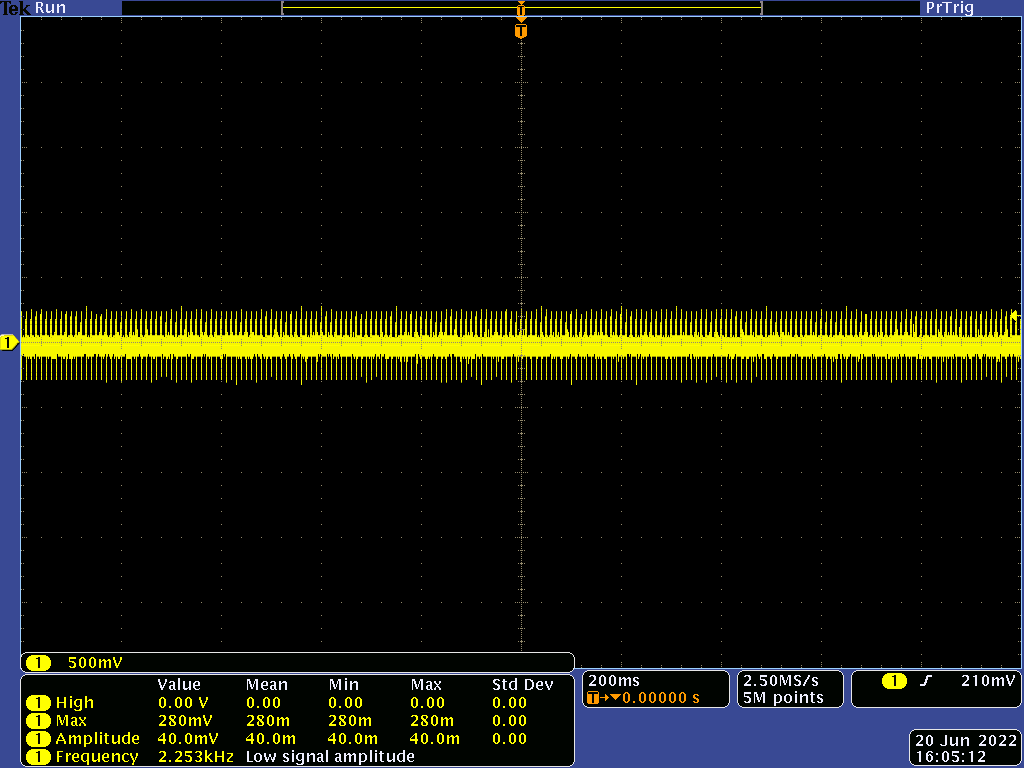 Tek Run PrTrig
T
T
1
1 500mV
Value Mean Min Max Std Dev
1 High 0.00 V 0.00 0.00 0.00 0.00
1 Max 280mV 280m 280m 280m 0.00
1 Amplitude 40.0mV 40.0m 40.0m 40.0m 0.00
1 Frequency 2.253kHz Low signal amplitude
200ms
T→▼0.00000 s
2.50MS/s
5M points
1 ∫ 210mV
20 Jun 2022
16:05:12